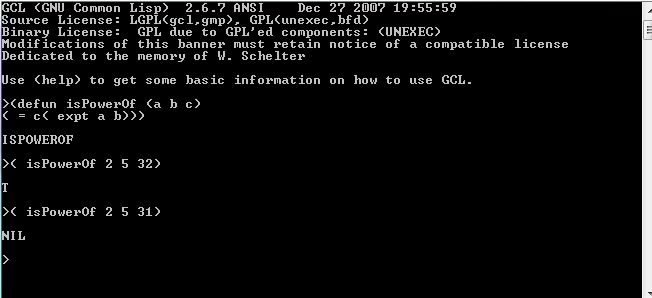 GCL (GNU Common Lisp)  2.6.7 ANSI    Dec 27 2007 19:55:59
Source License: LGPL(gcl,gmp), GPL(unexec,bfd)
Binary License:  GPL due to GPL'ed components: (UNEXEC)
Modifications of this banner must retain notice of a compatible license
Dedicated to the memory of W. Schelter
Use (help) to get some basic information on how to use GCL.
>(defun isPowerOf (a b c)
( = c( expt a b)))
ISPOWEROF
>( isPowerOf 2 5 32)
T
>( isPowerOf 2 5 31)
NIL
>